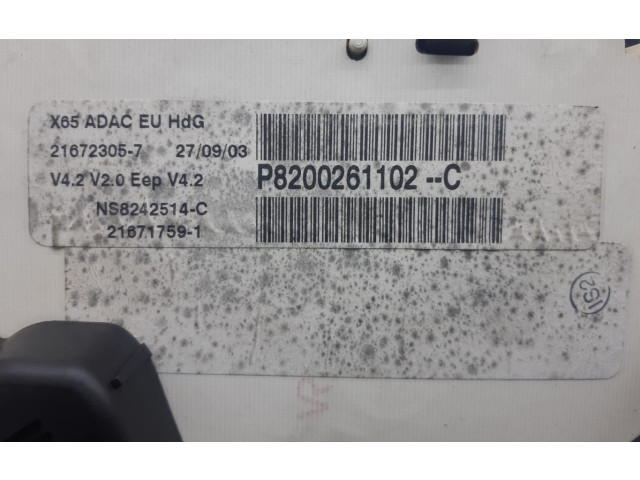 X65 ADAC EU HdG
21672305-7 27/09/03
V4.2 V2.0 Eep V4.2
P8200261102 --C
NS8242514-C
21671759-1